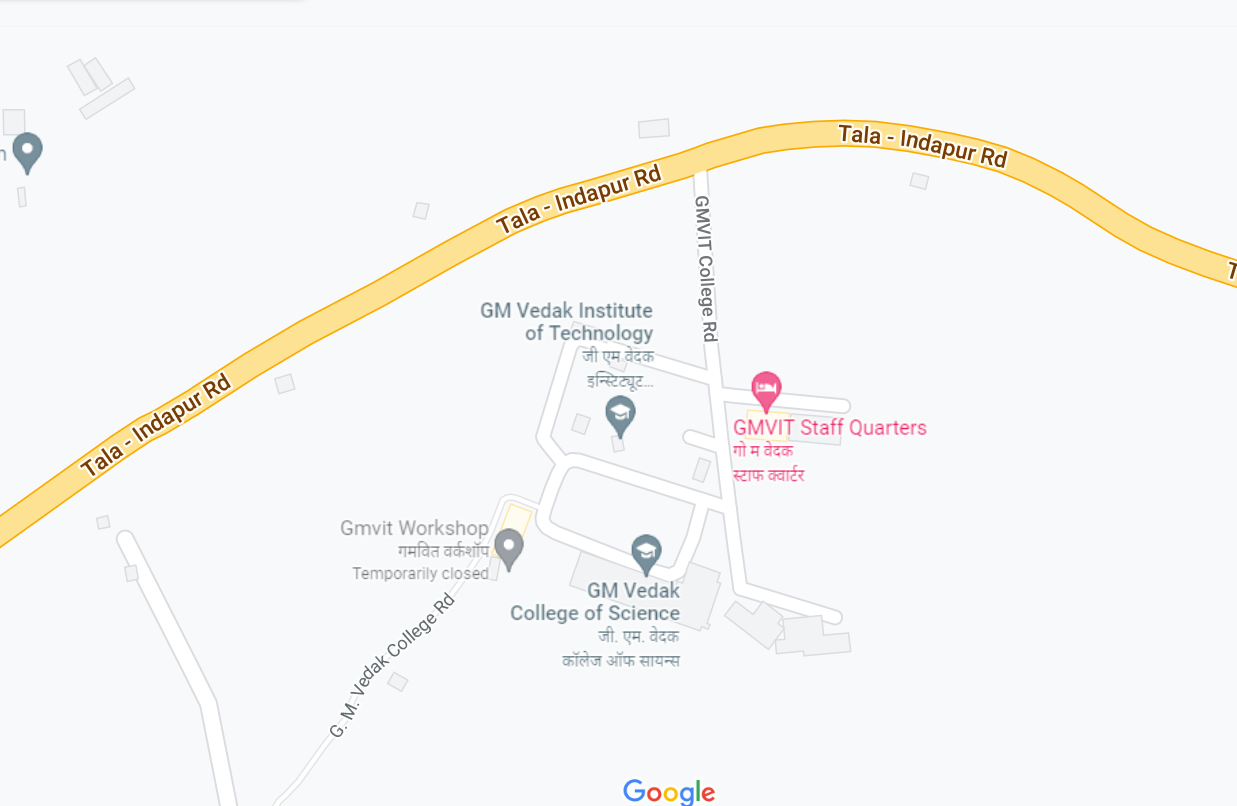 Tala - Indapur Rd
Tala - Indapur Rd
GMVIT College Rd
GM Vedak Institute
of Technology
जी एम वेदक
इन्स्टिट्यूट...
GMVIT Staff Quarters
गो म वेदक
स्टाफ क्वार्टर
Tala - Indapur Rd
Gmvit Workshop
गमवित वर्कशॉप
Temporarily closed
GM Vedak
College of Science
जी. एम. वेदक
कॉलेज ऑफ सायन्स
G. M. Vedak College Rd
Google